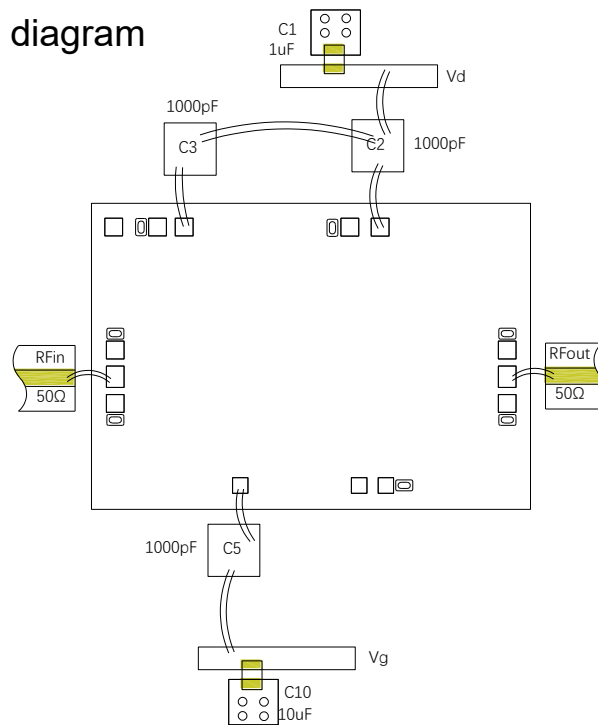 diagram
C1
1uF
Vd
1000pF
C3
C2
1000pF
RFin
50Ω
RFout
50Ω
1000pF
C5
Vg
C10
10uF